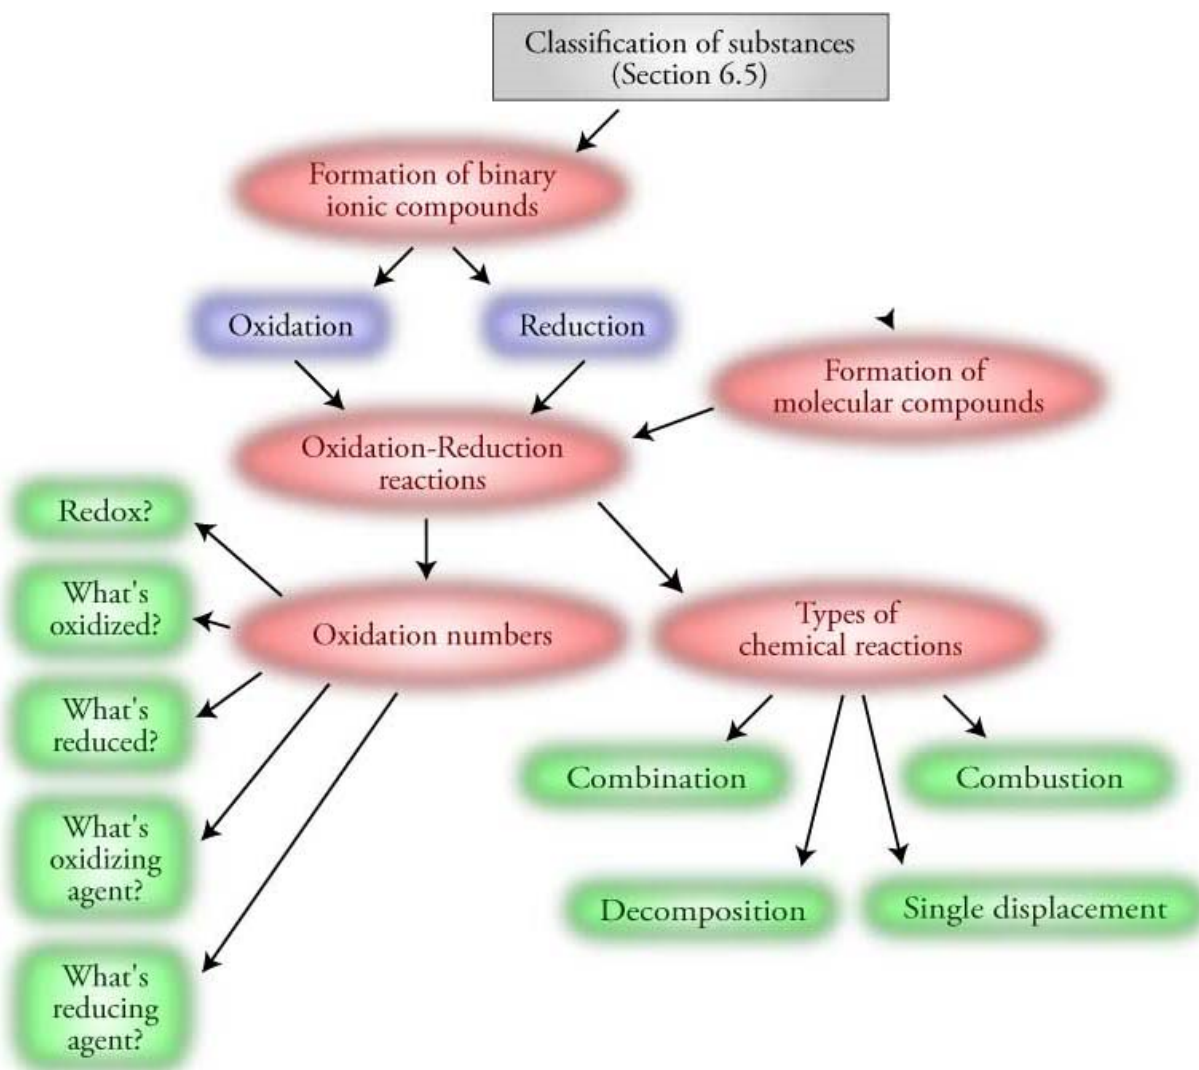 Classification of substances
(Section 6.5)
Formation of binary
ionic compounds
Oxidation
Reduction
Formation of
molecular compounds
Oxidation-Reduction
reactions
Redox?
What's
oxidized?
Oxidation numbers
Types of
chemical reactions
What's
reduced?
Combination
Combustion
What's
oxidizing
agent?
Decomposition
Single displacement
What's
reducing
agent?